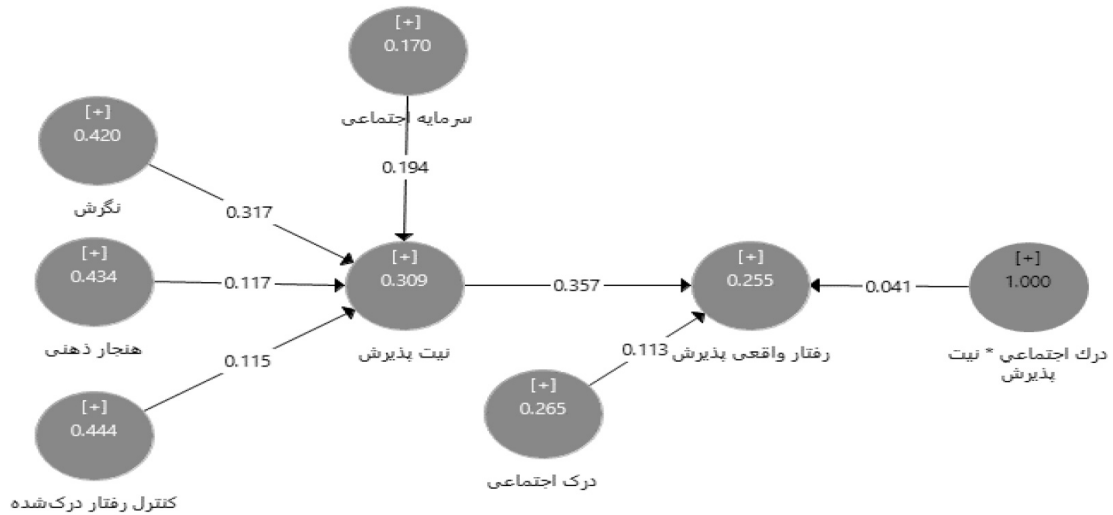 [+]
0.170
سرمایه اجتماعی
0.194
[+]
0.420
نگرش
0.317
[+]
0.434
هنجار ذهنی
0.117
[+]
0.444
کنترل رفتار درک‌شده
0.115
[+]
0.309
نیت پذیرش
0.357
[+]
0.255
رفتار واقعی پذیرش
0.113
[+]
0.265
درک اجتماعی
0.041
[+]
1.000
درك اجتماعي * نیت
پذیرش